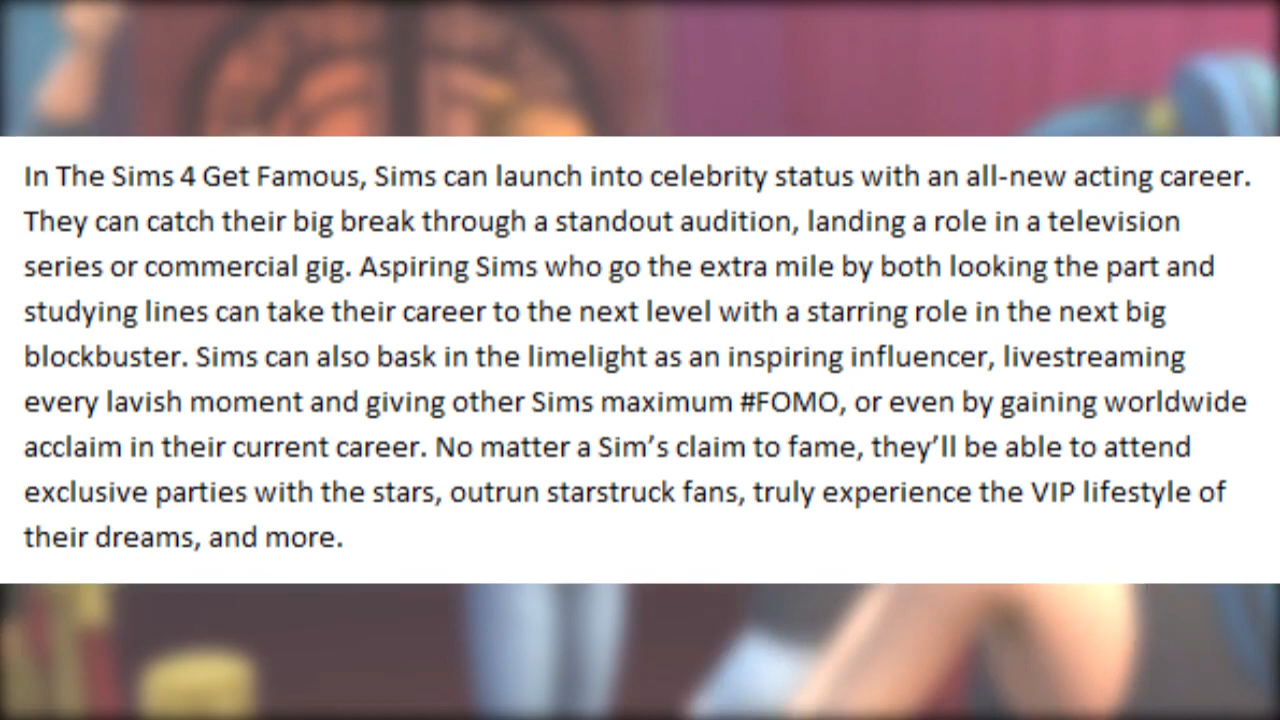 In The Sims 4 Get Famous, Sims can launch into celebrity status with an all-new acting career.
They can catch their big break through a standout audition, landing a role in a television
series or commercial gig. Aspiring Sims who go the extra mile by both looking the part and
studying lines can take their career to the next level with a starring role in the next big
blockbuster. Sims can also bask in the limelight as an inspiring influencer, livestreaming
every lavish moment and giving other Sims maximum #FOMO, or even by gaining worldwide
acclaim in their current career. No matter a Sim’s claim to fame, they’ll be able to attend
exclusive parties with the stars, outrun starstruck fans, truly experience the VIP lifestyle of
their dreams, and more.